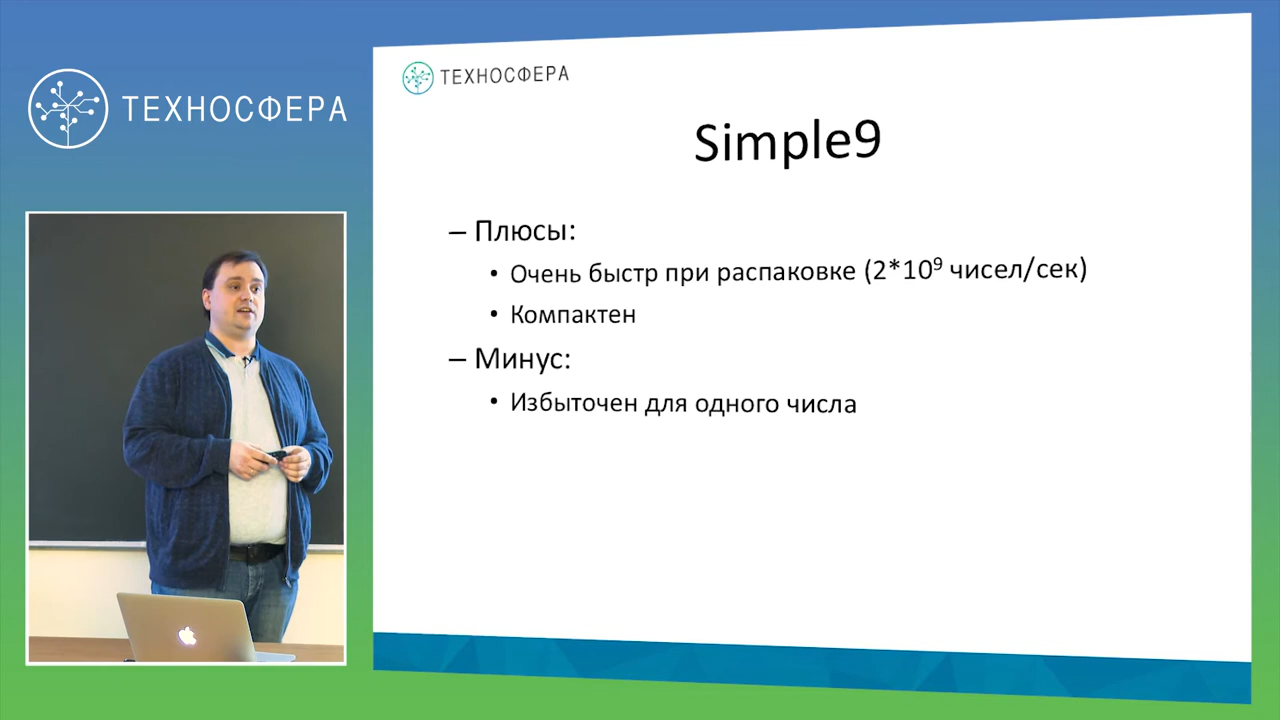 ТЕХНОСФЕРА
ТЕХНОСФЕРА
Simple9
– Плюсы:
• Очень быстр при распаковке (2*10⁹ чисел/сек)
• Компактен
– Минус:
• Избыточен для одного числа